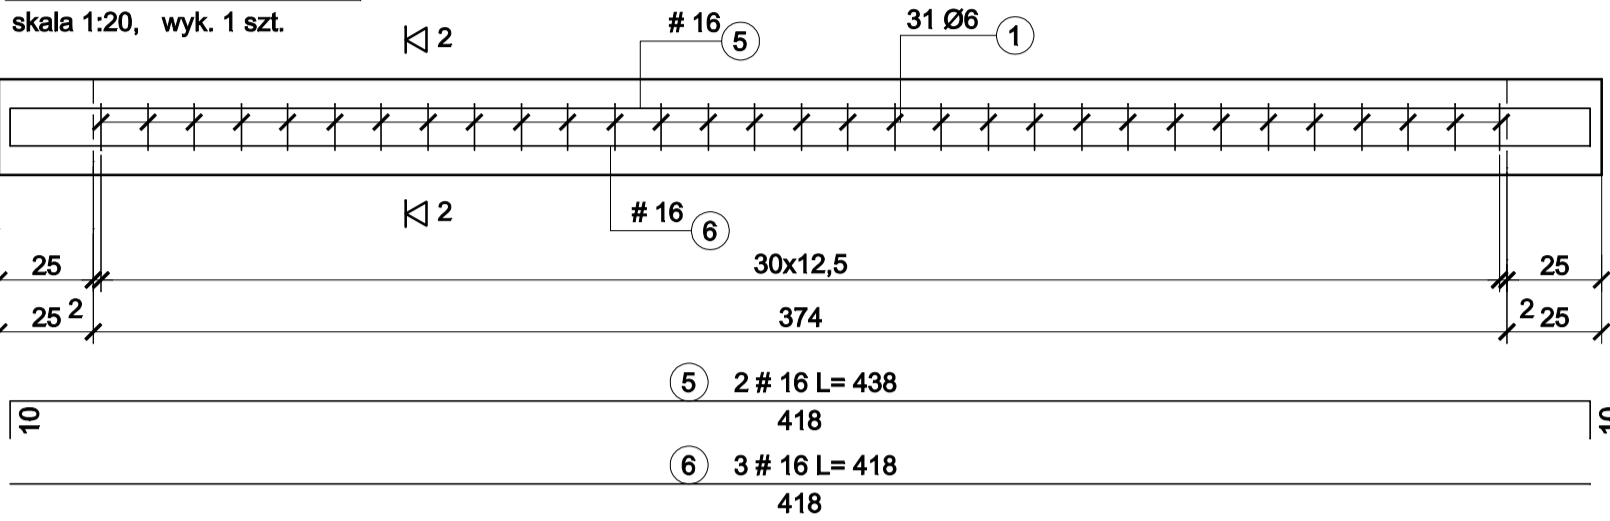 skala 1:20, wyk. 1 szt.
2
# 16 5
31 Ø6 1
2
# 16 6
25 30x12,5 25
25 2 374 2 25
5 2 # 16 L= 438
10 418 10
6 3 # 16 L= 418
418